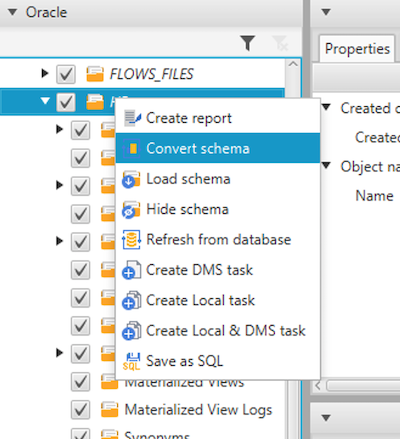 Oracle
Properties
FLOWS_FILES
Create report
Created o
Convert schema
Created
Load schema
Object na
Hide schema
Name
Refresh from database
Create DMS task
Create Local task
Create Local & DMS task
Save as SQL
Materialized Views
Materialized View Logs
Synonyms